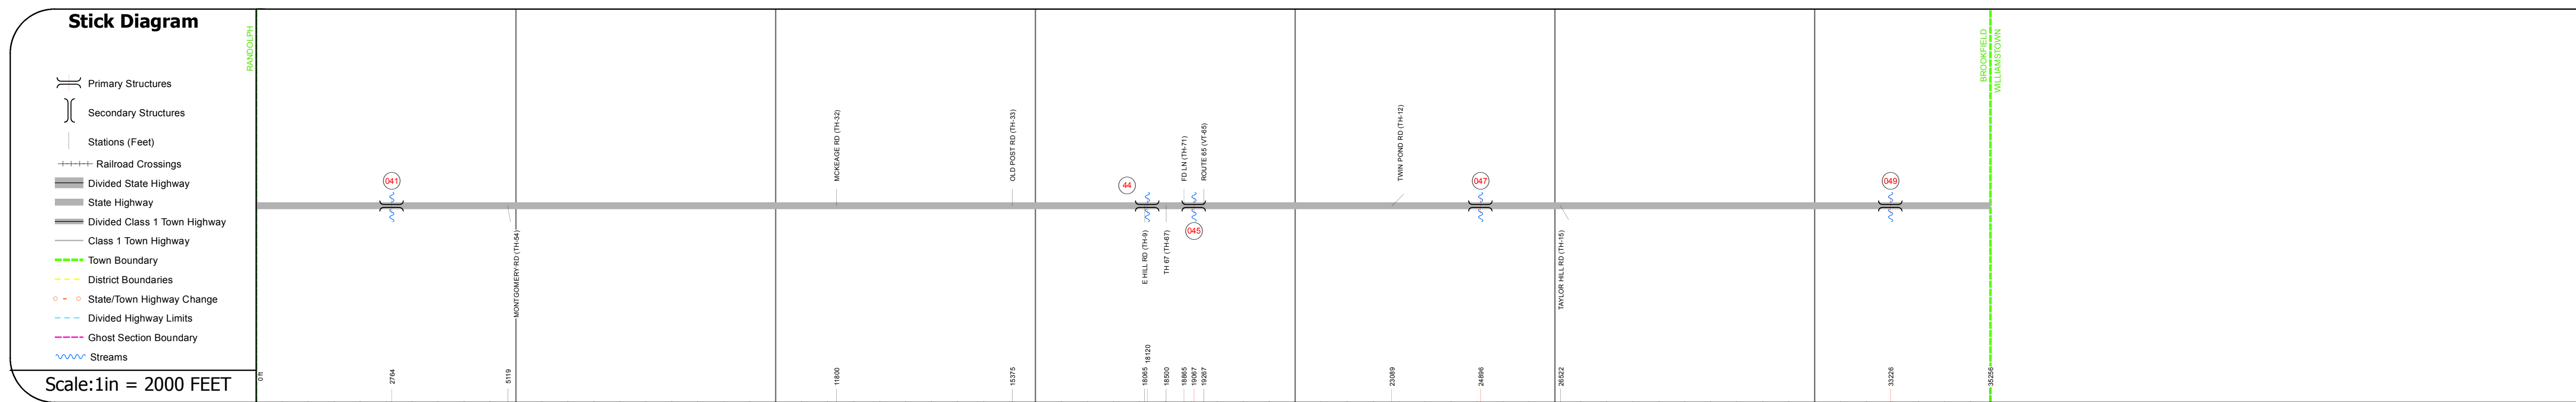 Stick Diagram
Primary Structures
Secondary Structures
Stations (Feet)
Railroad Crossings
Divided State Highway
State Highway
Divided Class 1 Town Highway
Class 1 Town Highway
Town Boundary
District Boundaries
State/Town Highway Change
Divided Highway Limits
Ghost Section Boundary
Streams
Scale:1in = 2000 FEET
RANDOLPH
BROOKFIELD
WILLIAMSTOWN
MCKEAGE RD (TH-32)
OLD POST RD (TH-33)
FD LN (TH-71)
ROUTE 65 (VT-65)
TWIN POND RD (TH-12)
041
44
045
047
049
MONTGOMERY RD (TH-54)
E HILL RD (TH-9)
TH 67 (TH-67)
TAYLOR HILL RD (TH-15)
0 ft
2764
5119
11800
15375
18065
18120
18500
18865
19067
19267
23089
24896
26522
33226
35256